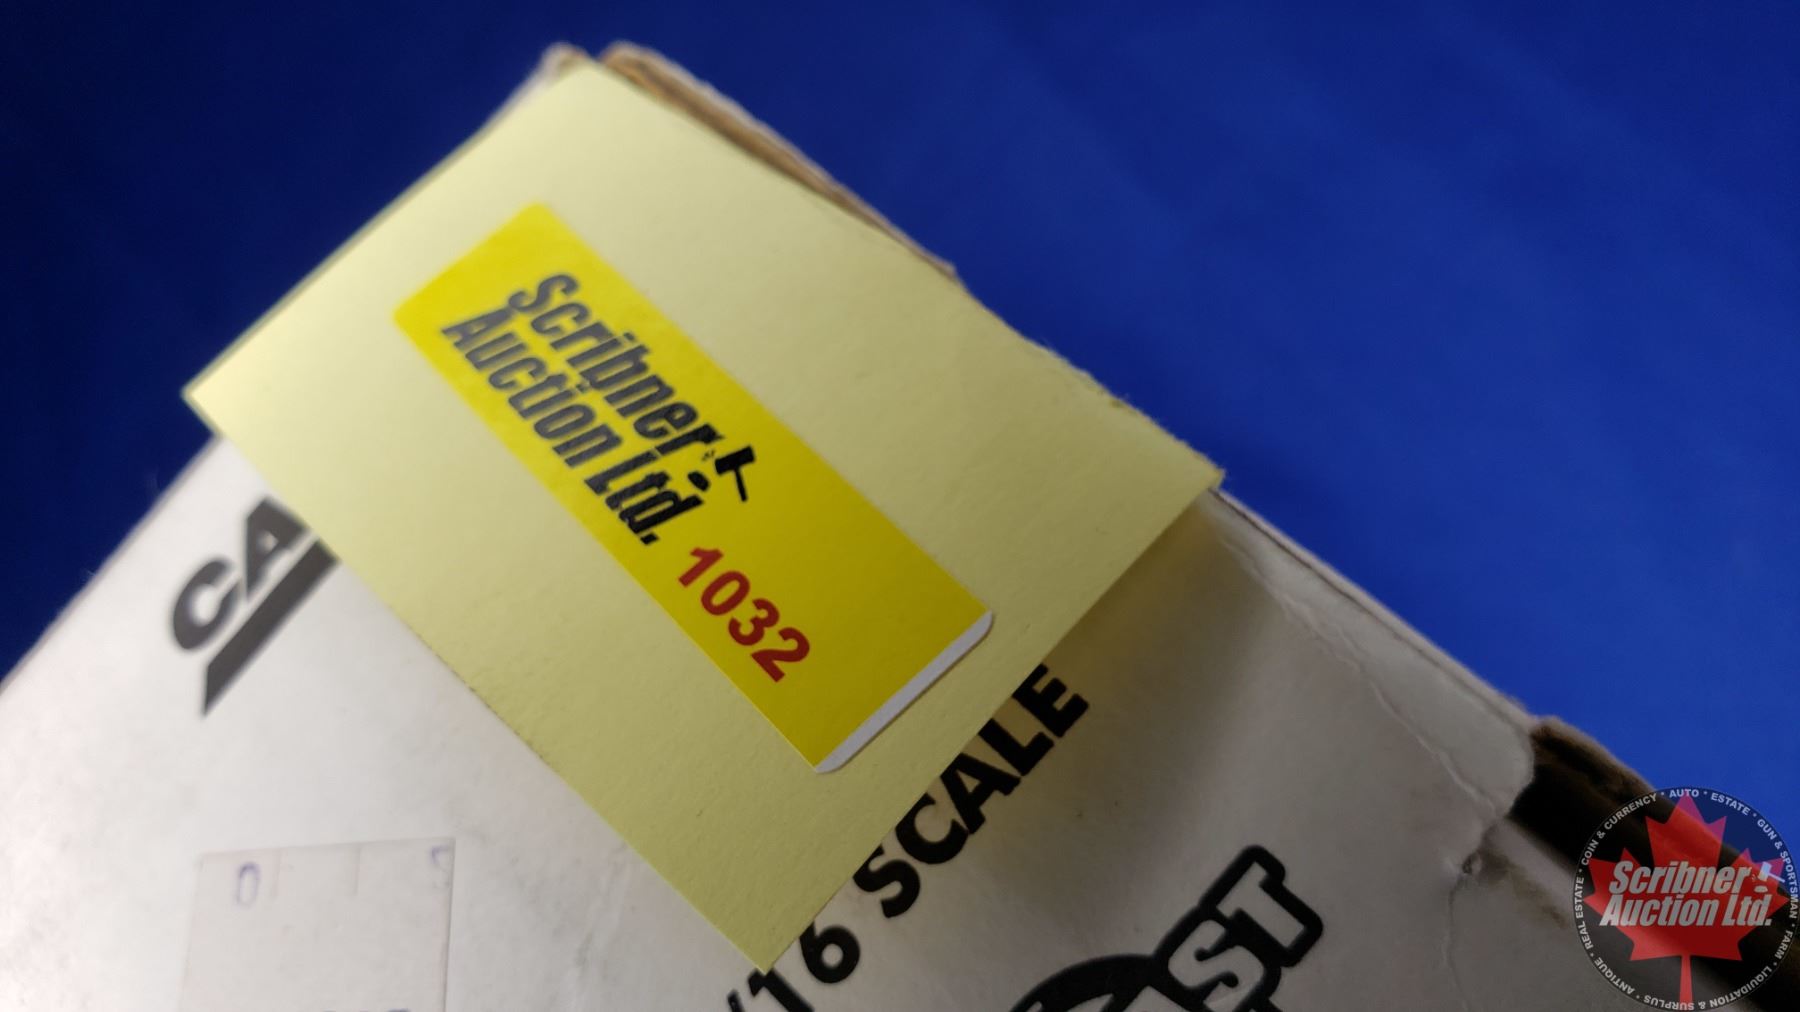 Scribner
Auction Ltd.
1032
CA
/16 SCALE
ST
Scribner
Auction Ltd.
REAL ESTATE * COIN & CURRENCY * AUTO * ESTATE * GUN & SPORTSMAN * FARM * LIQUIDATION & SURPLUS * ANTIQUE *